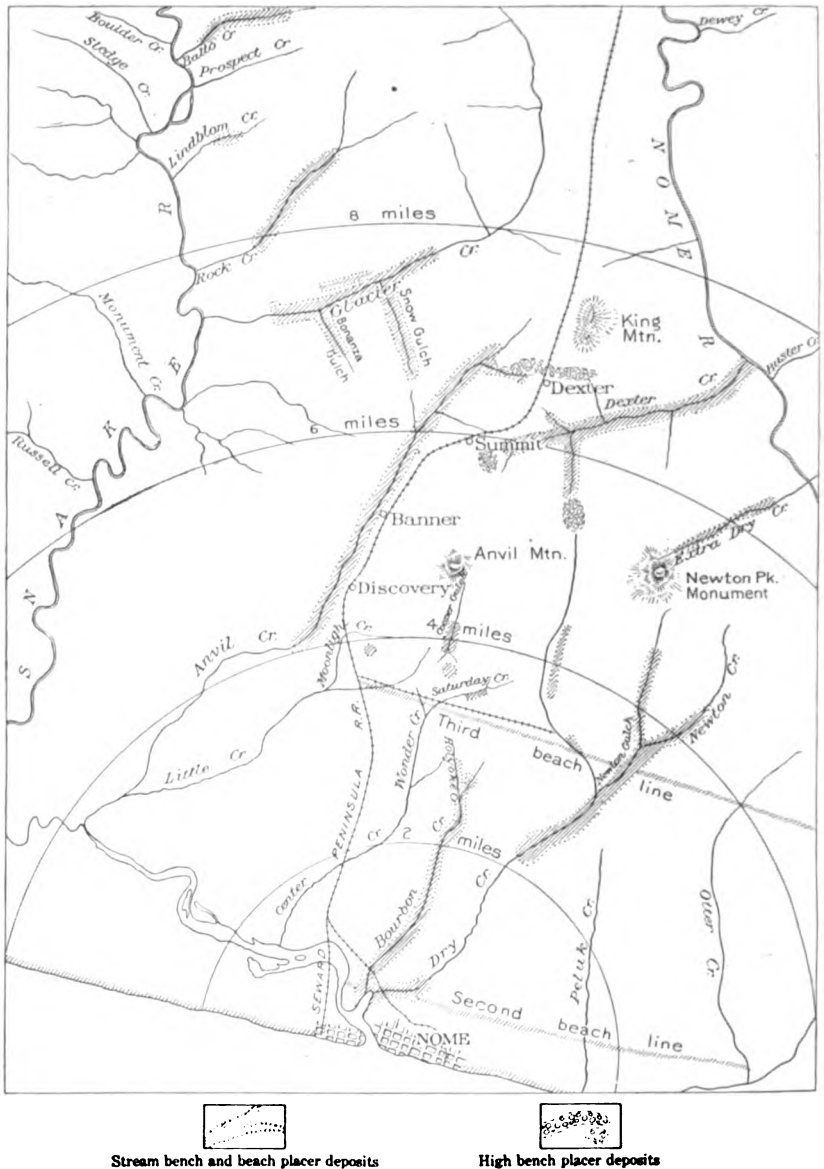 Boulder Cr.
Sledge Cr.
Balto Cr
Prospect Cr.
Dewey Cr
Lindblom Cr.
NOME R
SNAKE R
8 miles
Rock Cr.
Glacier Cr.
Snow Gulch
Bonanza Gulch
Monument Cr.
King Mtn.
Dexter
Dexter Cr.
6 miles
Summit
Russell Cr.
Banner
Anvil Mtn.
Extra Dry Cr
Newton Pk.
Monument
Discovery
4 miles
Anvil Cr.
Moonlight Cr.
Saturday Cr.
Newton Cr.
Newton Gulch
Third beach line
Wonder Cr.
Little Cr
Holyoke Cr
SEWARD PENINSULA R.R.
2 miles
Center Cr
Bourbon
Dry Cr.
Peluk Cr.
Otter Cr.
Second beach line
NOME
Stream bench and beach placer deposits
High bench placer deposits